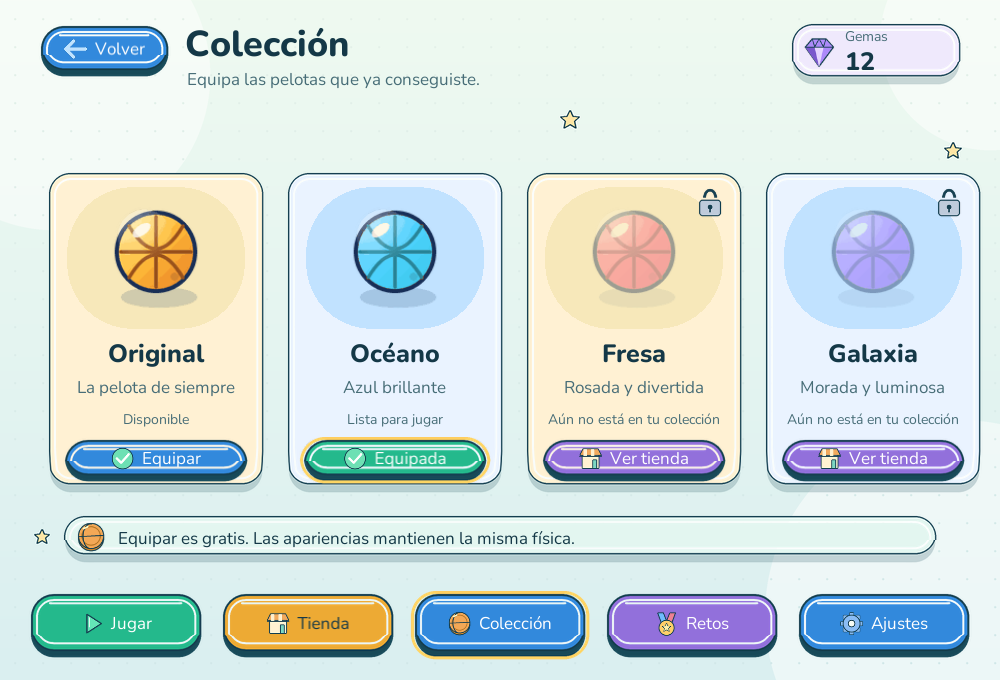 Volver
Colección
Equipa las pelotas que ya conseguiste.
Gemas
12
Original
La pelota de siempre
Disponible
Equipar
Océano
Azul brillante
Lista para jugar
Equipada
Fresa
Rosada y divertida
Aún no está en tu colección
Ver tienda
Galaxia
Morada y luminosa
Aún no está en tu colección
Ver tienda
Equipar es gratis. Las apariencias mantienen la misma física.
Jugar
Tienda
Colección
Retos
Ajustes